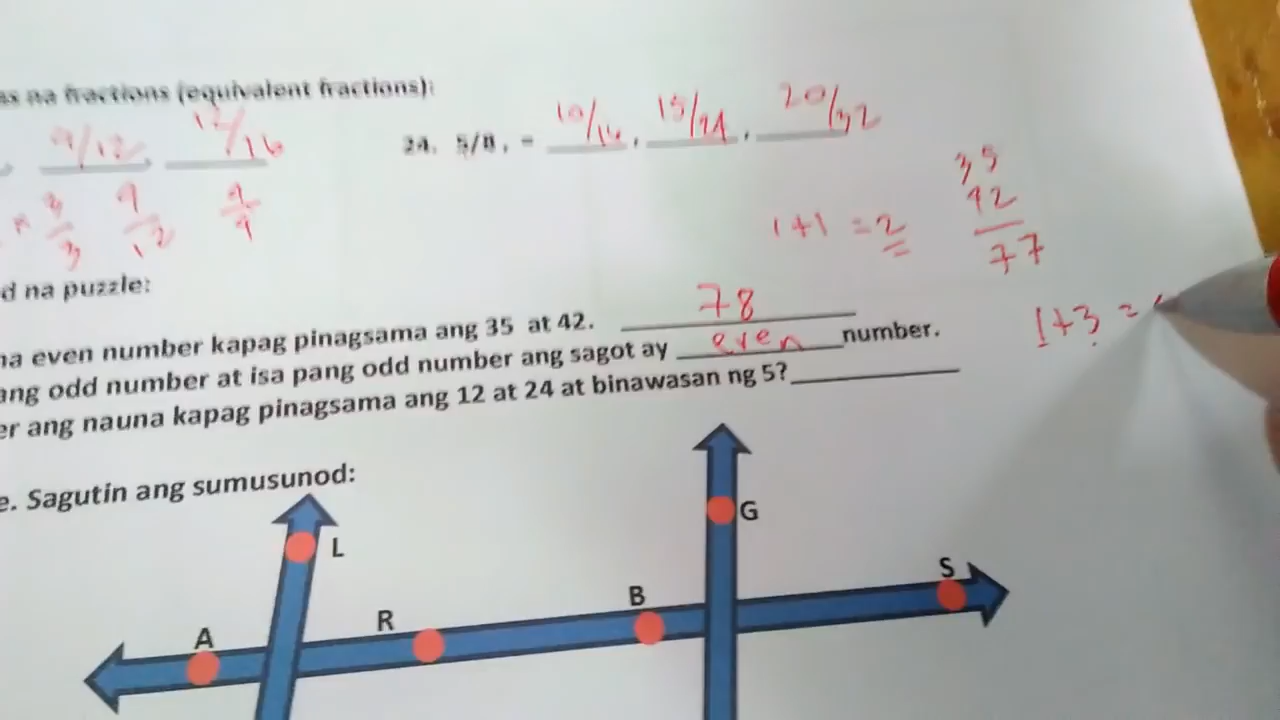 as na fractions (equivalent fractions):
9/12, 12/16
24. 5/8, = 10/16, 15/24, 20/32
× 3/3 9/12 4/4
1+1 = 2
35
42
77
1+3 =
d na puzzle:
na even number kapag pinagsama ang 35 at 42. 78
ang odd number at isa pang odd number ang sagot ay even number.
er ang nauna kapag pinagsama ang 12 at 24 at binawasan ng 5?
e. Sagutin ang sumusunod:
L
G
A
R
B
S